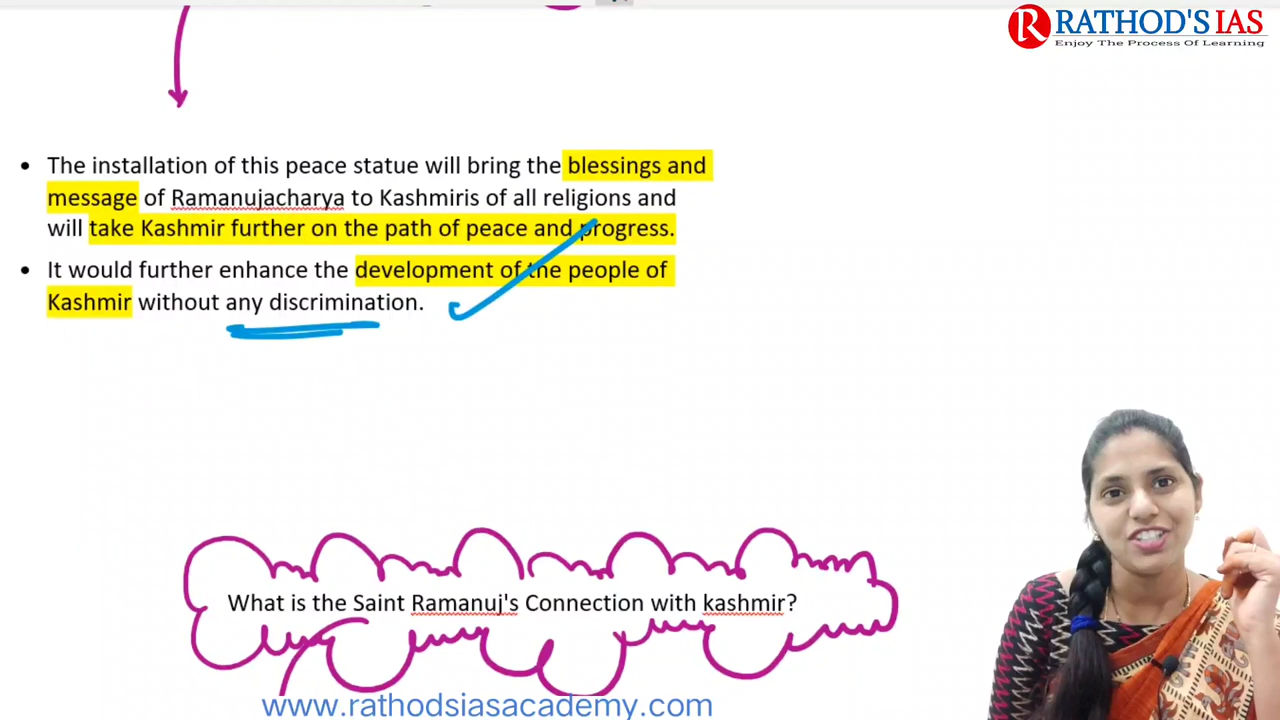 RATHOD'S IAS
Enjoy The Process Of Learning
• The installation of this peace statue will bring the blessings and
message of Ramanujacharya to Kashmiris of all religions and
will take Kashmir further on the path of peace and progress.
• It would further enhance the development of the people of
Kashmir without any discrimination.
What is the Saint Ramanuj's Connection with kashmir?
www.rathodsiasacademy.com